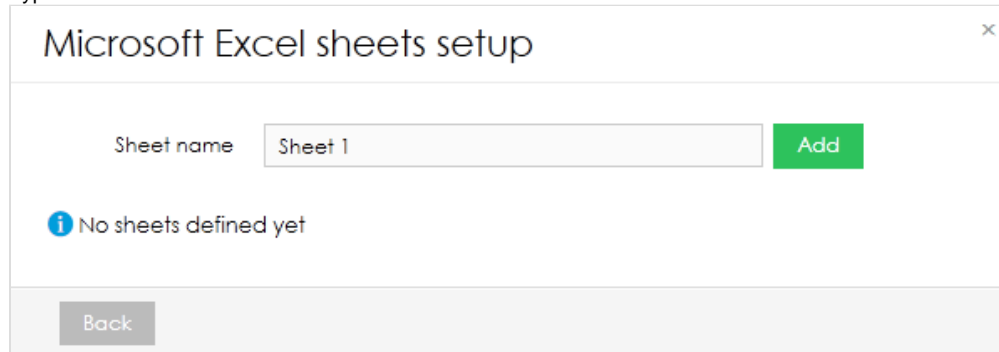 Microsoft Excel sheets setup
×
Sheet name Sheet 1 Add
No sheets defined yet
Back